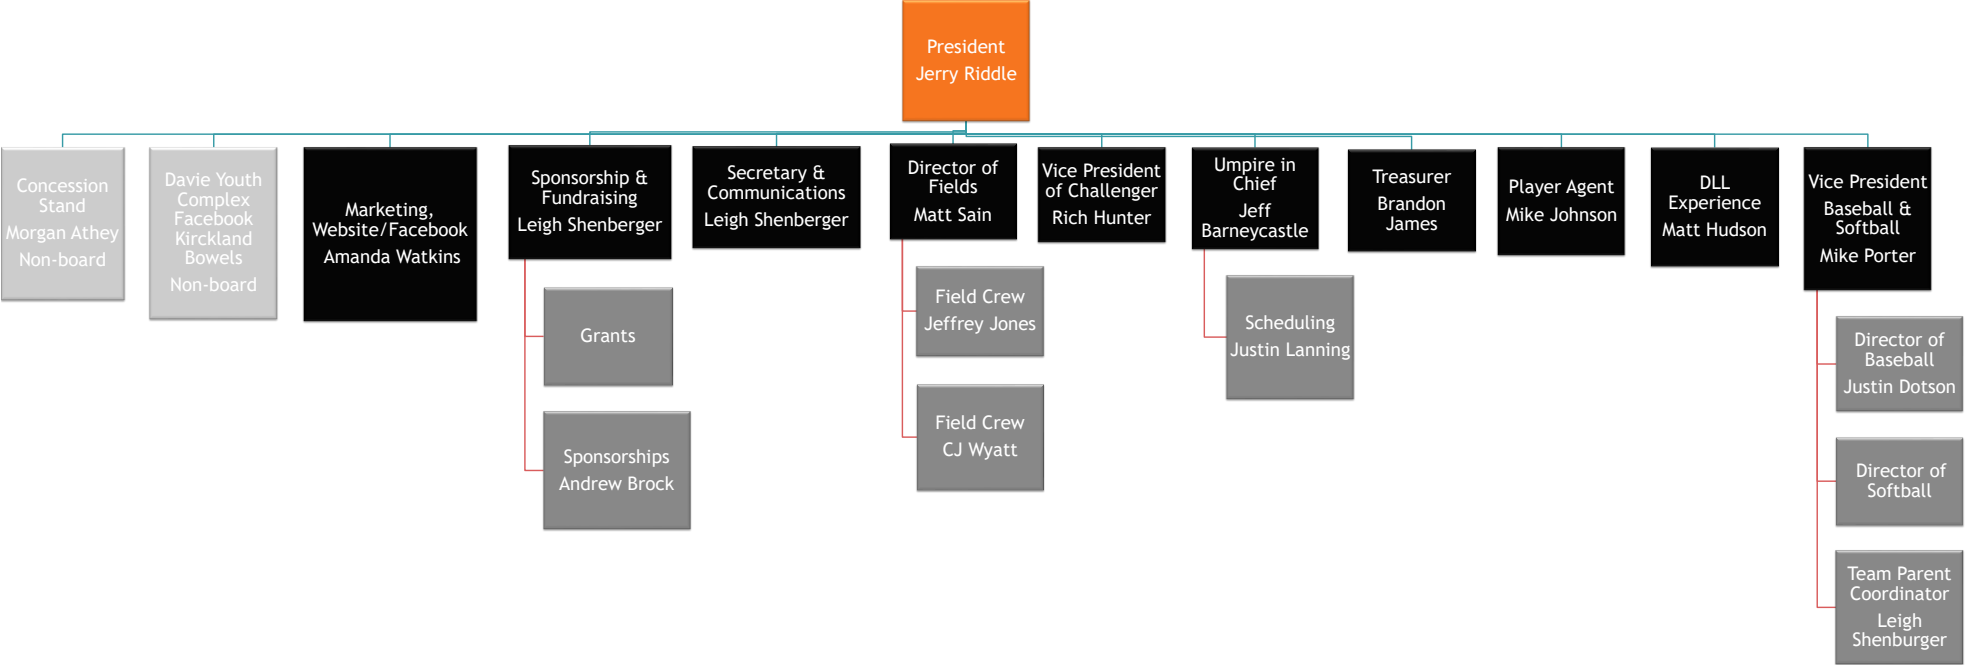 President
Jerry Riddle
Concession
Stand
Morgan Athey
Non-board
Davie Youth
Complex
Facebook
Kirckland
Bowels
Non-board
Marketing,
Website/Facebook
Amanda Watkins
Sponsorship &
Fundraising
Leigh Shenberger
Grants
Sponsorships
Andrew Brock
Secretary &
Communications
Leigh Shenberger
Director of
Fields
Matt Sain
Field Crew
Jeffrey Jones
Field Crew
CJ Wyatt
Vice President
of Challenger
Rich Hunter
Umpire in
Chief
Jeff
Barneycastle
Scheduling
Justin Lanning
Treasurer
Brandon
James
Player Agent
Mike Johnson
DLL
Experience
Matt Hudson
Vice President
Baseball &
Softball
Mike Porter
Director of
Baseball
Justin Dotson
Director of
Softball
Team Parent
Coordinator
Leigh
Shenburger